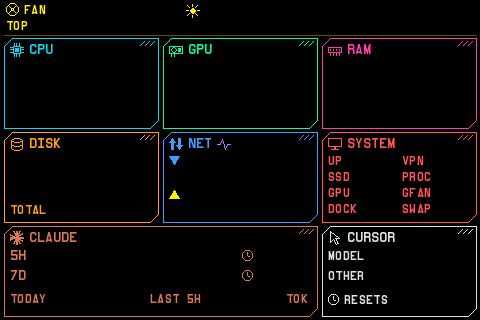 FAN
TOP
CPU
GPU
RAM
DISK
TOTAL
NET
SYSTEM
UP VPN
SSD PROC
GPU GFAN
DOCK SWAP
CLAUDE
5H
7D
TODAY LAST 5H TOK
CURSOR
MODEL
OTHER
RESETS